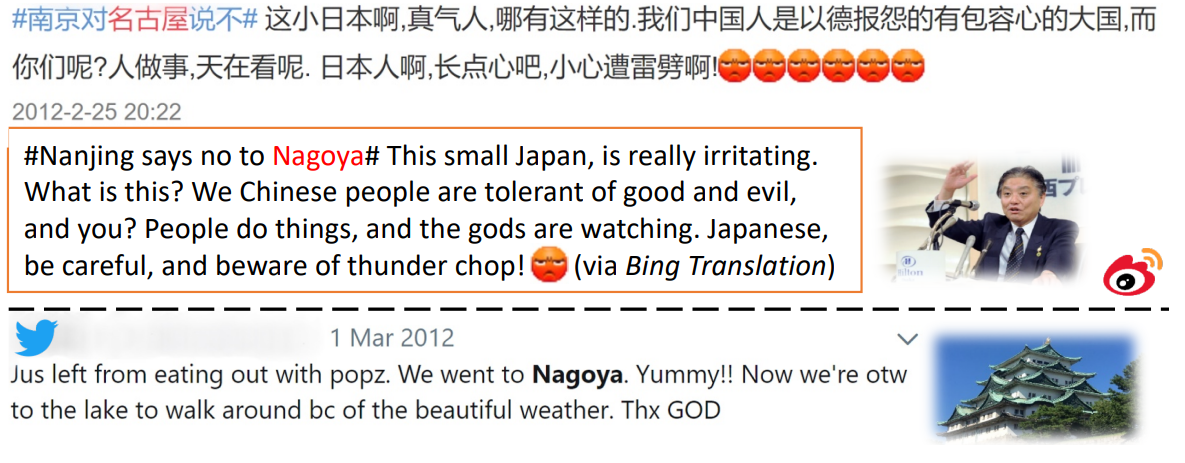 #南京对名古屋说不# 这小日本啊,真气人,哪有这样的.我们中国人是以德报怨的有包容心的大国,而
你们呢?人做事,天在看呢. 日本人啊,长点心吧,小心遭雷劈啊!
2012-2-25 20:22
#Nanjing says no to Nagoya# This small Japan, is really irritating.
What is this? We Chinese people are tolerant of good and evil,
and you? People do things, and the gods are watching. Japanese,
be careful, and beware of thunder chop! (via Bing Translation)
1 Mar 2012
Jus left from eating out with popz. We went to Nagoya. Yummy!! Now we're otw
to the lake to walk around bc of the beautiful weather. Thx GOD